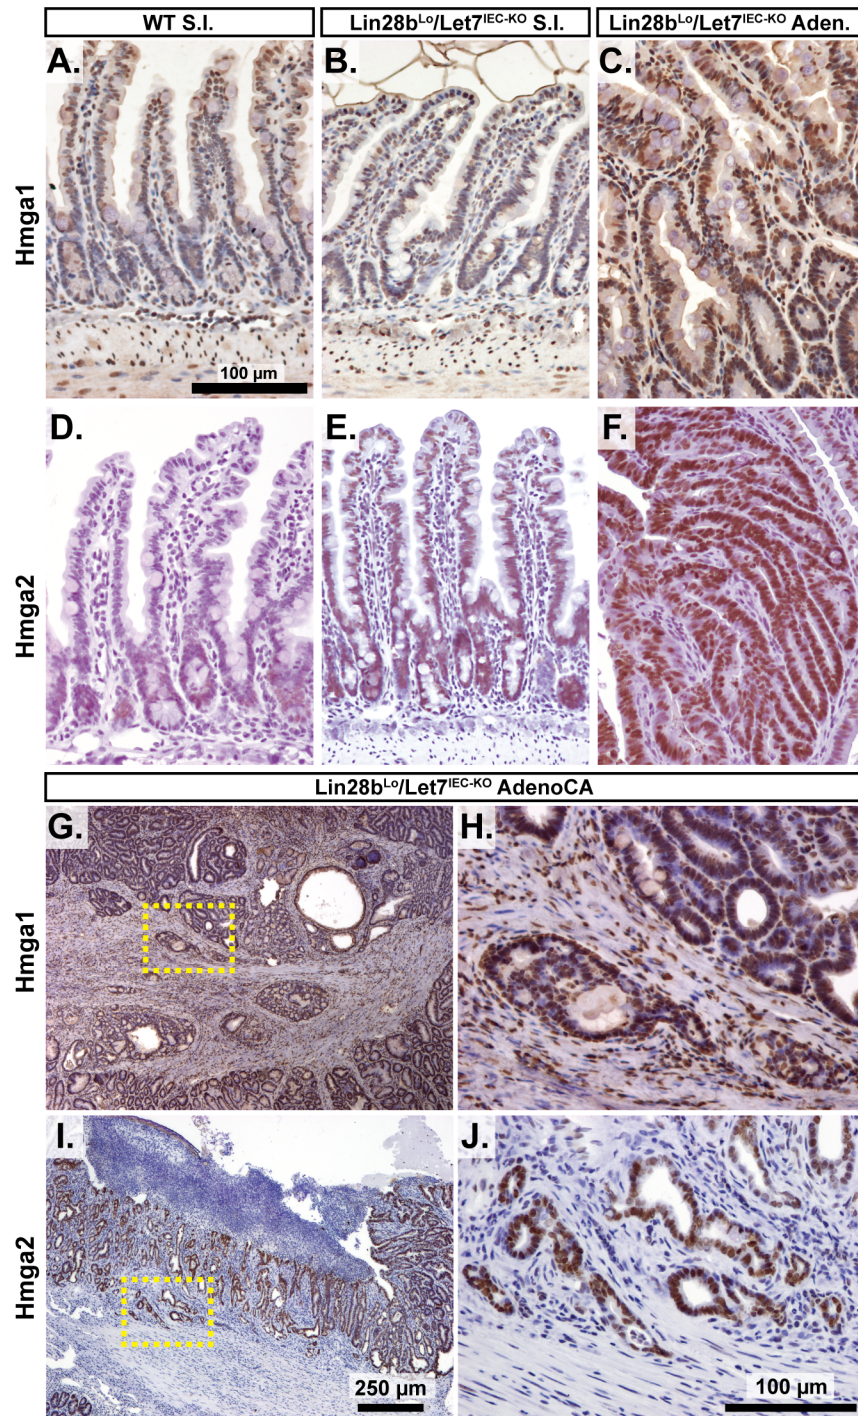 WT S.I.
Lin28bLo/Let7IEC-KO S.I.
Lin28bLo/Let7IEC-KO Aden.
Hmga1
A.
B.
C.
100 µm
Hmga2
D.
E.
F.
Lin28bLo/Let7IEC-KO AdenoCA
Hmga1
G.
H.
Hmga2
I.
J.
250 µm
100 µm